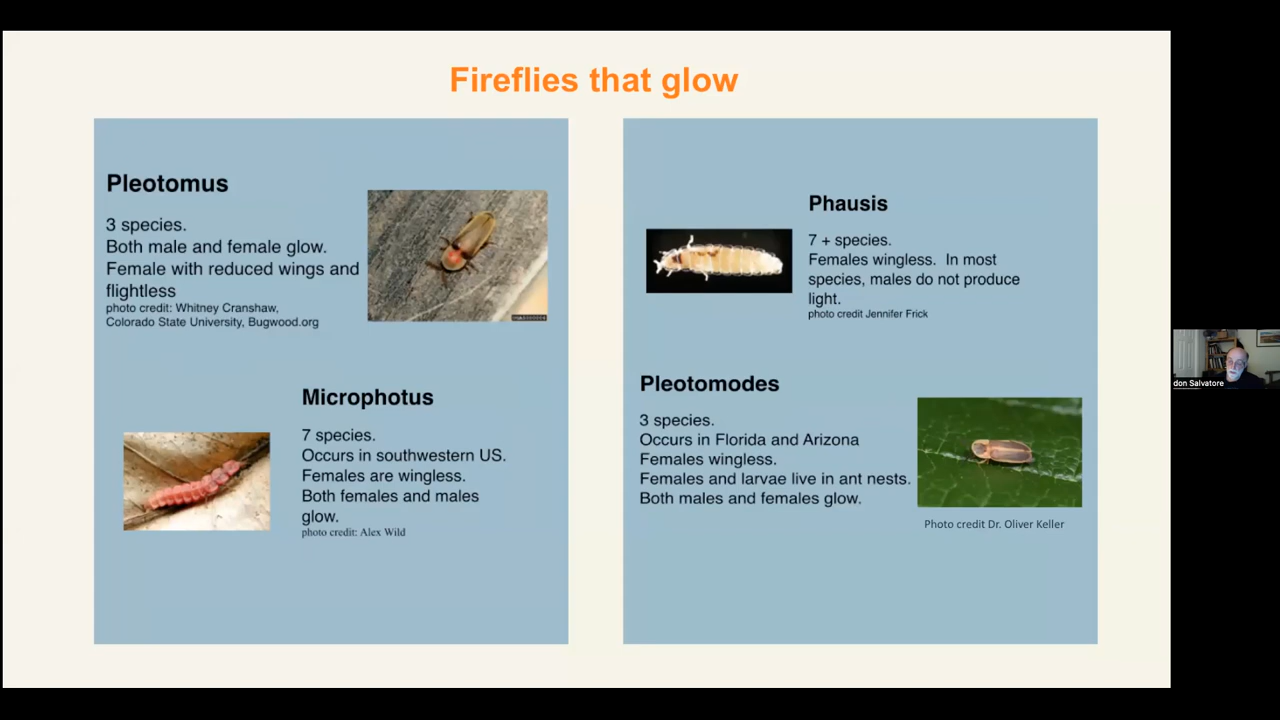 Fireflies that glow
Pleotomus
3 species.
Both male and female glow.
Female with reduced wings and
flightless
photo credit: Whitney Cranshaw,
Colorado State University, Bugwood.org
Microphotus
7 species.
Occurs in southwestern US.
Females are wingless.
Both females and males
glow.
photo credit: Alex Wild
Phausis
7 + species.
Females wingless.  In most
species, males do not produce
light.
photo credit Jennifer Frick
Pleotomodes
3 species.
Occurs in Florida and Arizona
Females wingless.
Females and larvae live in ant nests.
Both males and females glow.
Photo credit Dr. Oliver Keller
don Salvatore